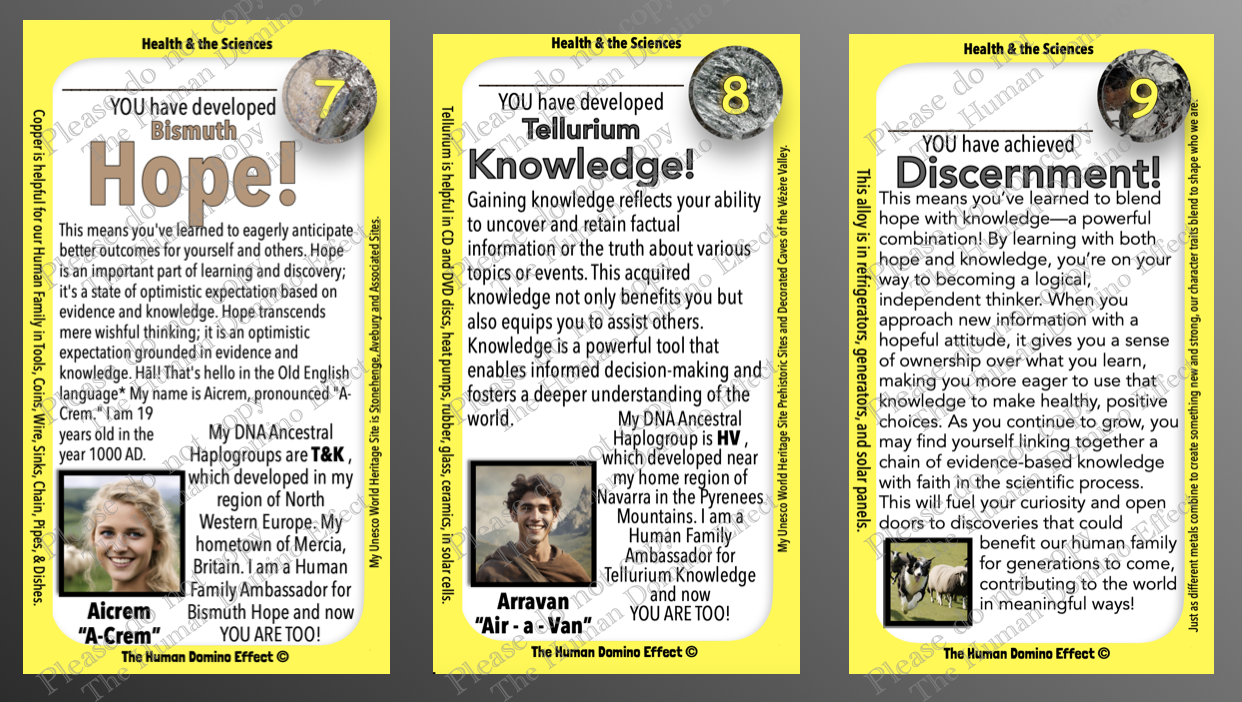 Health & the Sciences
7
YOU have developed
Bismuth
Hope!
This means you've learned to eagerly anticipate
better outcomes for yourself and others. Hope
is an important part of learning and discovery;
it's a state of optimistic expectation based on
evidence and knowledge. Hope transcends
mere wishful thinking; it is an optimistic
expectation grounded in evidence and
knowledge. Hāl! That's hello in the Old English
language* My name is Aicrem, pronounced "A-
Crem." I am 19
years old in the
year 1000 AD.
My DNA Ancestral
Haplogroups are T&K ,
which developed in my
region of North
Western Europe. My
hometown of Mercia,
Britain. I am a Human
Family Ambassador for
Bismuth Hope and now
YOU ARE TOO!
Aicrem
“A-Crem”
The Human Domino Effect ©
Copper is helpful for our Human Family in Tools, Coins, Wire, Sinks, Chain, Pipes, & Dishes.
My Unesco World Heritage Site is Stonehenge, Avebury and Associated Sites.
Health & the Sciences
8
YOU have developed
Tellurium
Knowledge!
Gaining knowledge reflects your ability
to uncover and retain factual
information or the truth about various
topics or events. This acquired
knowledge not only benefits you but
also equips you to assist others.
Knowledge is a powerful tool that
enables informed decision-making and
fosters a deeper understanding of the
world.
My DNA Ancestral
Haplogroup is HV ,
which developed near
my home region of
Navarra in the Pyrenees
Mountains. I am a
Human Family
Ambassador for
Tellurium Knowledge
and now
YOU ARE TOO!
Arravan
“Air - a - Van”
The Human Domino Effect ©
Tellurium is helpful in CD and DVD discs, heat pumps, rubber, glass, ceramics, in solar cells.
My Unesco World Heritage Site Prehistoric Sites and Decorated Caves of the Vézère Valley.
Health & the Sciences
9
YOU have achieved
Discernment!
This means you’ve learned to blend
hope with knowledge—a powerful
combination! By learning with both
hope and knowledge, you’re on your
way to becoming a logical,
independent thinker. When you
approach new information with a
hopeful attitude, it gives you a sense
of ownership over what you learn,
making you more eager to use that
knowledge to make healthy, positive
choices. As you continue to grow, you
may find yourself linking together a
chain of evidence-based knowledge
with faith in the scientific process.
This will fuel your curiosity and open
doors to discoveries that could
benefit our human family
for generations to come,
contributing to the world
in meaningful ways!
The Human Domino Effect ©
This alloy is in refrigerators, generators, and solar panels.
Just as different metals combine to create something new and strong, our character traits blend to shape who we are.
Please do not copy
The Human Domino Effect